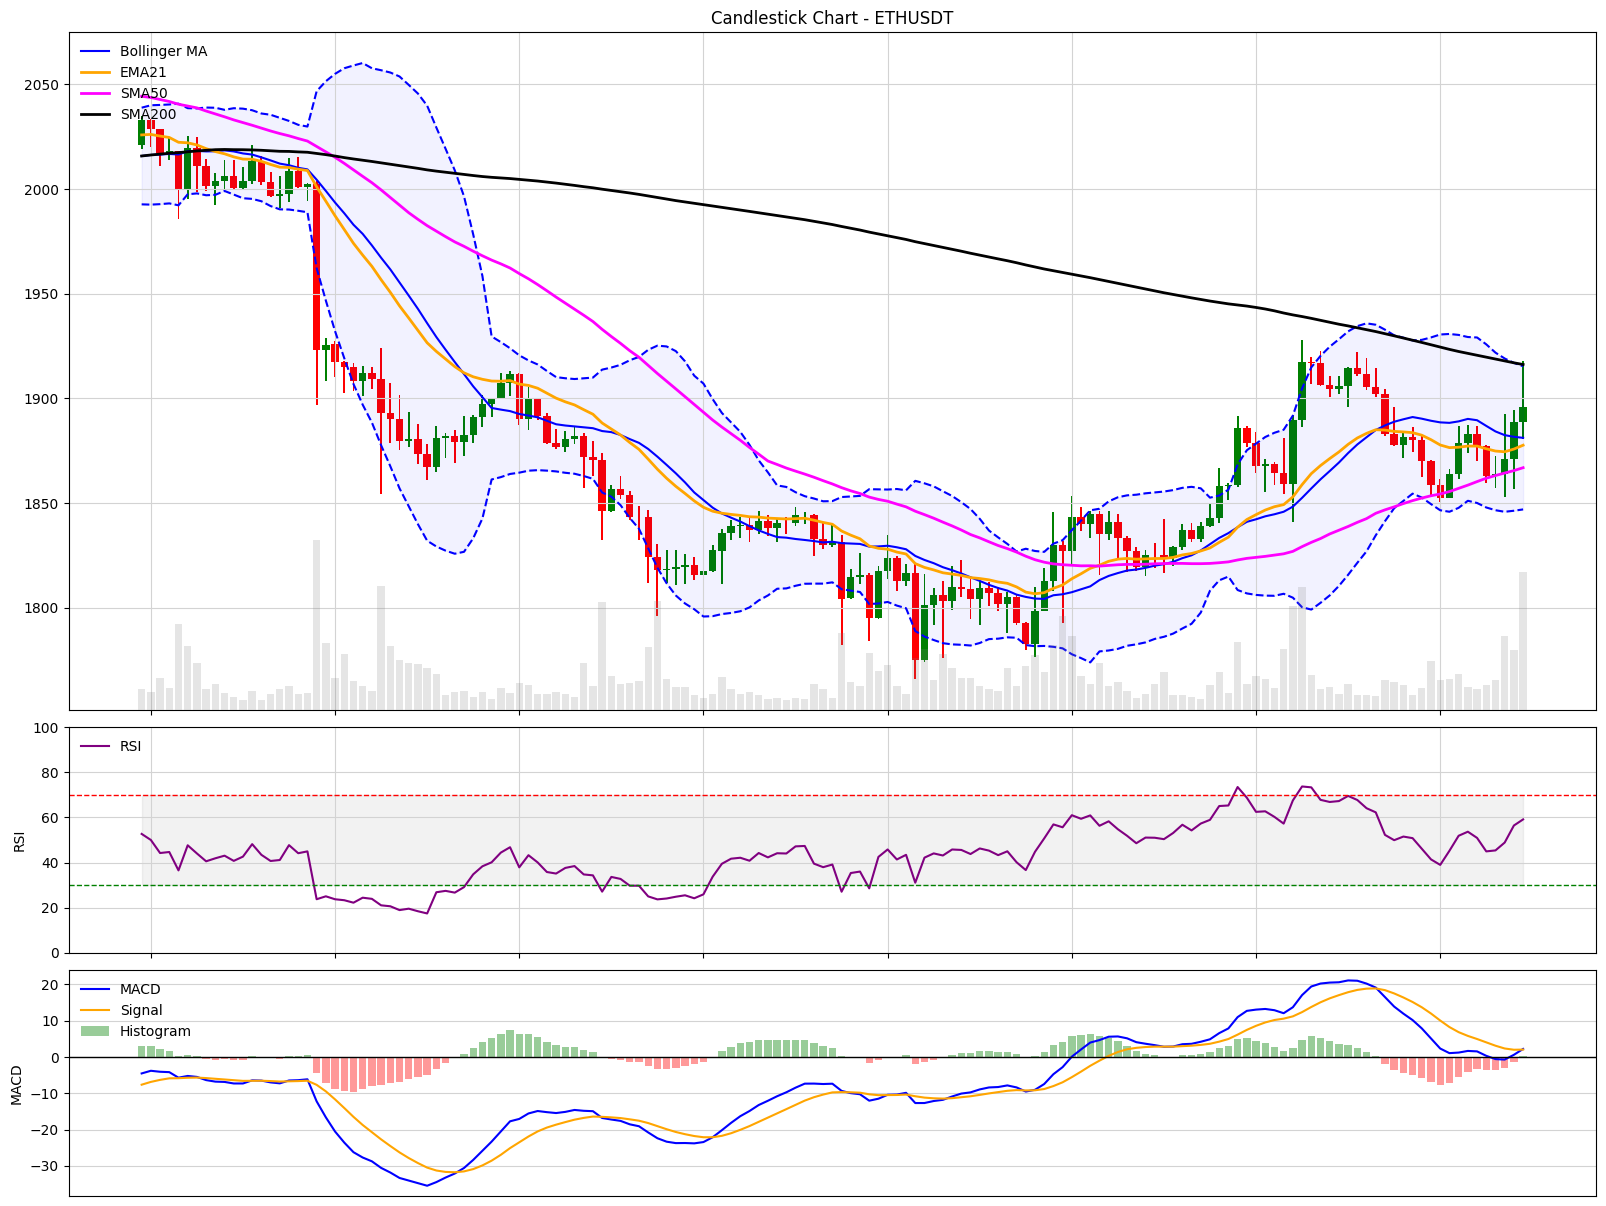 Candlestick Chart - ETHUSDT
Bollinger MA
EMA21
SMA50
SMA200
2050
2000
1950
1900
1850
1800
RSI
100
80
60
40
20
0
RSI
MACD
Signal
Histogram
20
10
0
−10
−20
−30
MACD